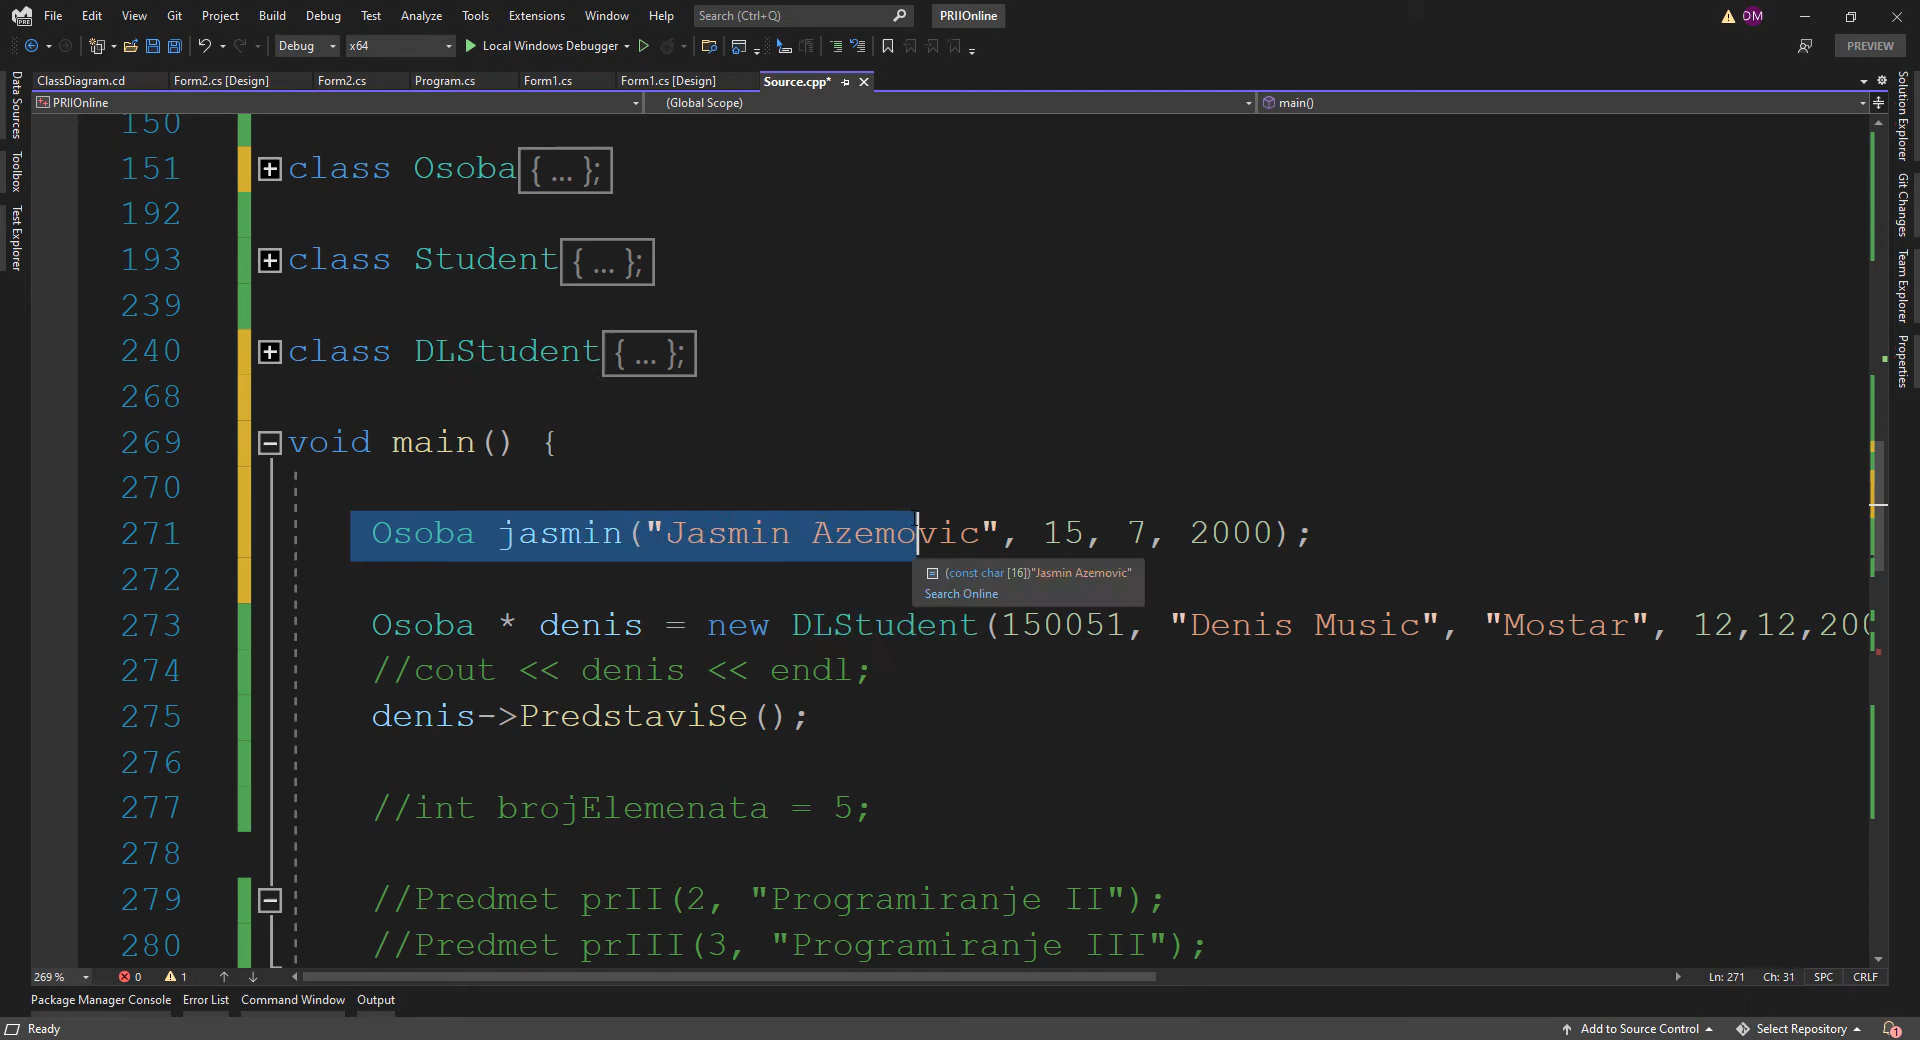 File Edit View Git Project Build Debug Test Analyze Tools Extensions Window Help Search (Ctrl+Q) PRIIOnline DM
Debug x64 Local Windows Debugger PREVIEW
ClassDiagram.cd Form2.cs [Design] Form2.cs Program.cs Form1.cs Form1.cs [Design] Source.cpp*
PRIIOnline (Global Scope) main()
Data Sources
Toolbox
Test Explorer
Solution Explorer
Git Changes
Team Explorer
Properties
150
151 class Osoba{ ... };
192
193 class Student{ ... };
239
240 class DLStudent{ ... };
268
269 void main() {
270
271 Osoba jasmin("Jasmin Azemovic", 15, 7, 2000);
(const char [16])"Jasmin Azemovic"
Search Online
272
273 Osoba * denis = new DLStudent(150051, "Denis Music", "Mostar", 12,12,200
274 //cout << denis << endl;
275 denis->PredstaviSe();
276
277 //int brojElemenata = 5;
278
279 //Predmet prII(2, "Programiranje II");
280 //Predmet prIII(3, "Programiranje III");
269 % 0 1 Ln: 271 Ch: 31 SPC CRLF
Package Manager Console Error List Command Window Output
Ready Add to Source Control Select Repository 1